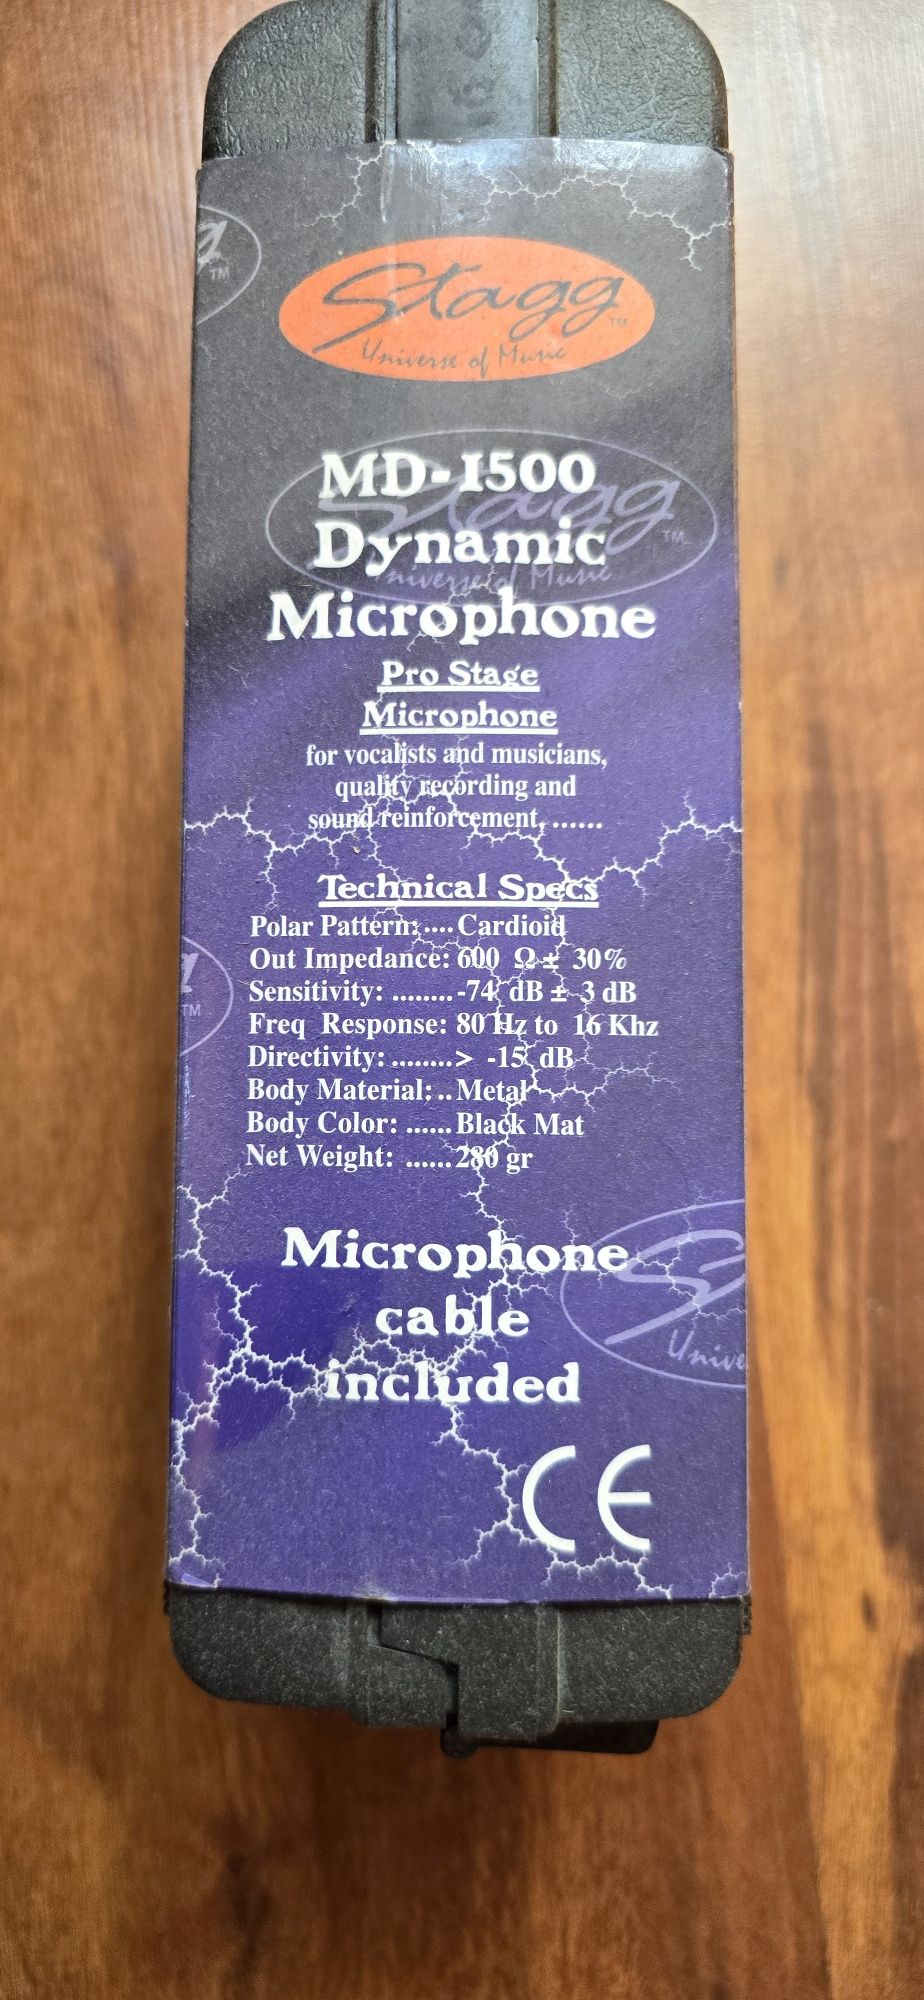 Stagg™
Universe of Music
MD-1500
Dynamic
Microphone
Pro Stage
Microphone
for vocalists and musicians,
quality recording and
sound reinforcement, ......
Technical Specs
Polar Pattern: .... Cardioid
Out Impedance: 600 Ω ± 30%
Sensitivity: ........ -74 dB ± 3 dB
Freq Response: 80 Hz to 16 Khz
Directivity: ........ > -15 dB
Body Material: .. Metal
Body Color: ...... Black Mat
Net Weight: ...... 280 gr
Microphone
cable
included
CE